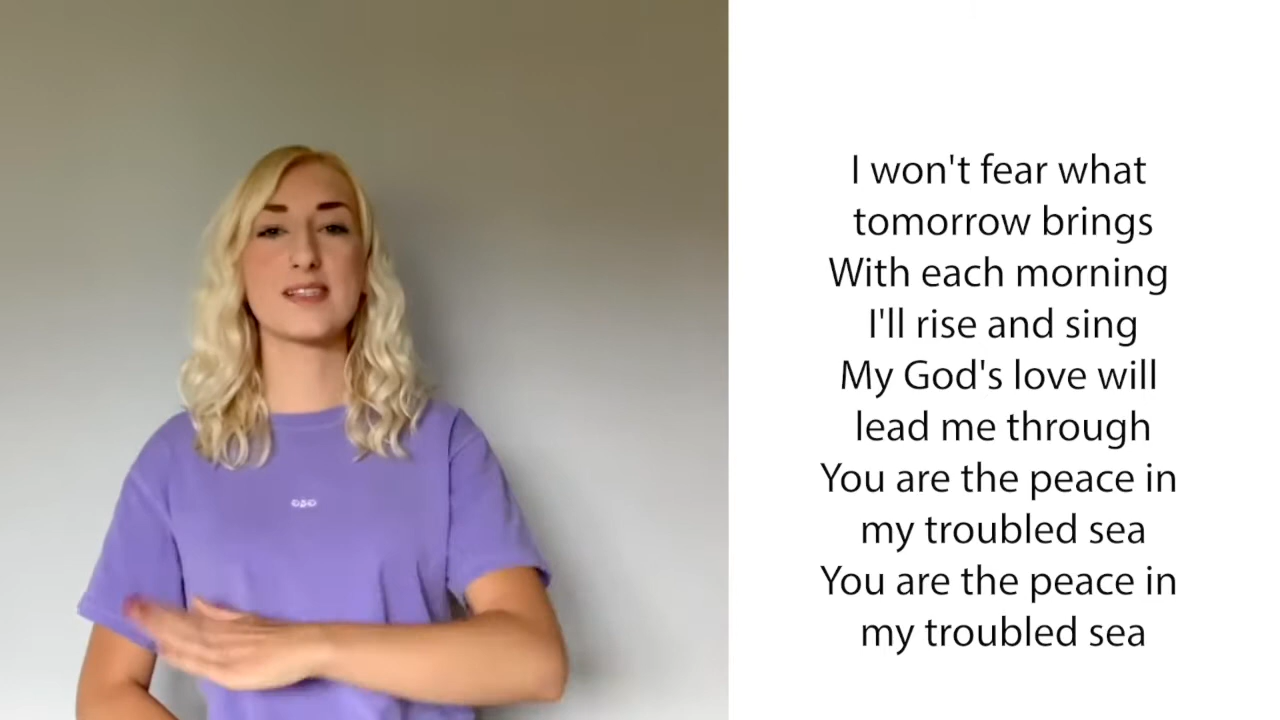 I won't fear what
tomorrow brings
With each morning
I'll rise and sing
My God's love will
lead me through
You are the peace in
my troubled sea
You are the peace in
my troubled sea